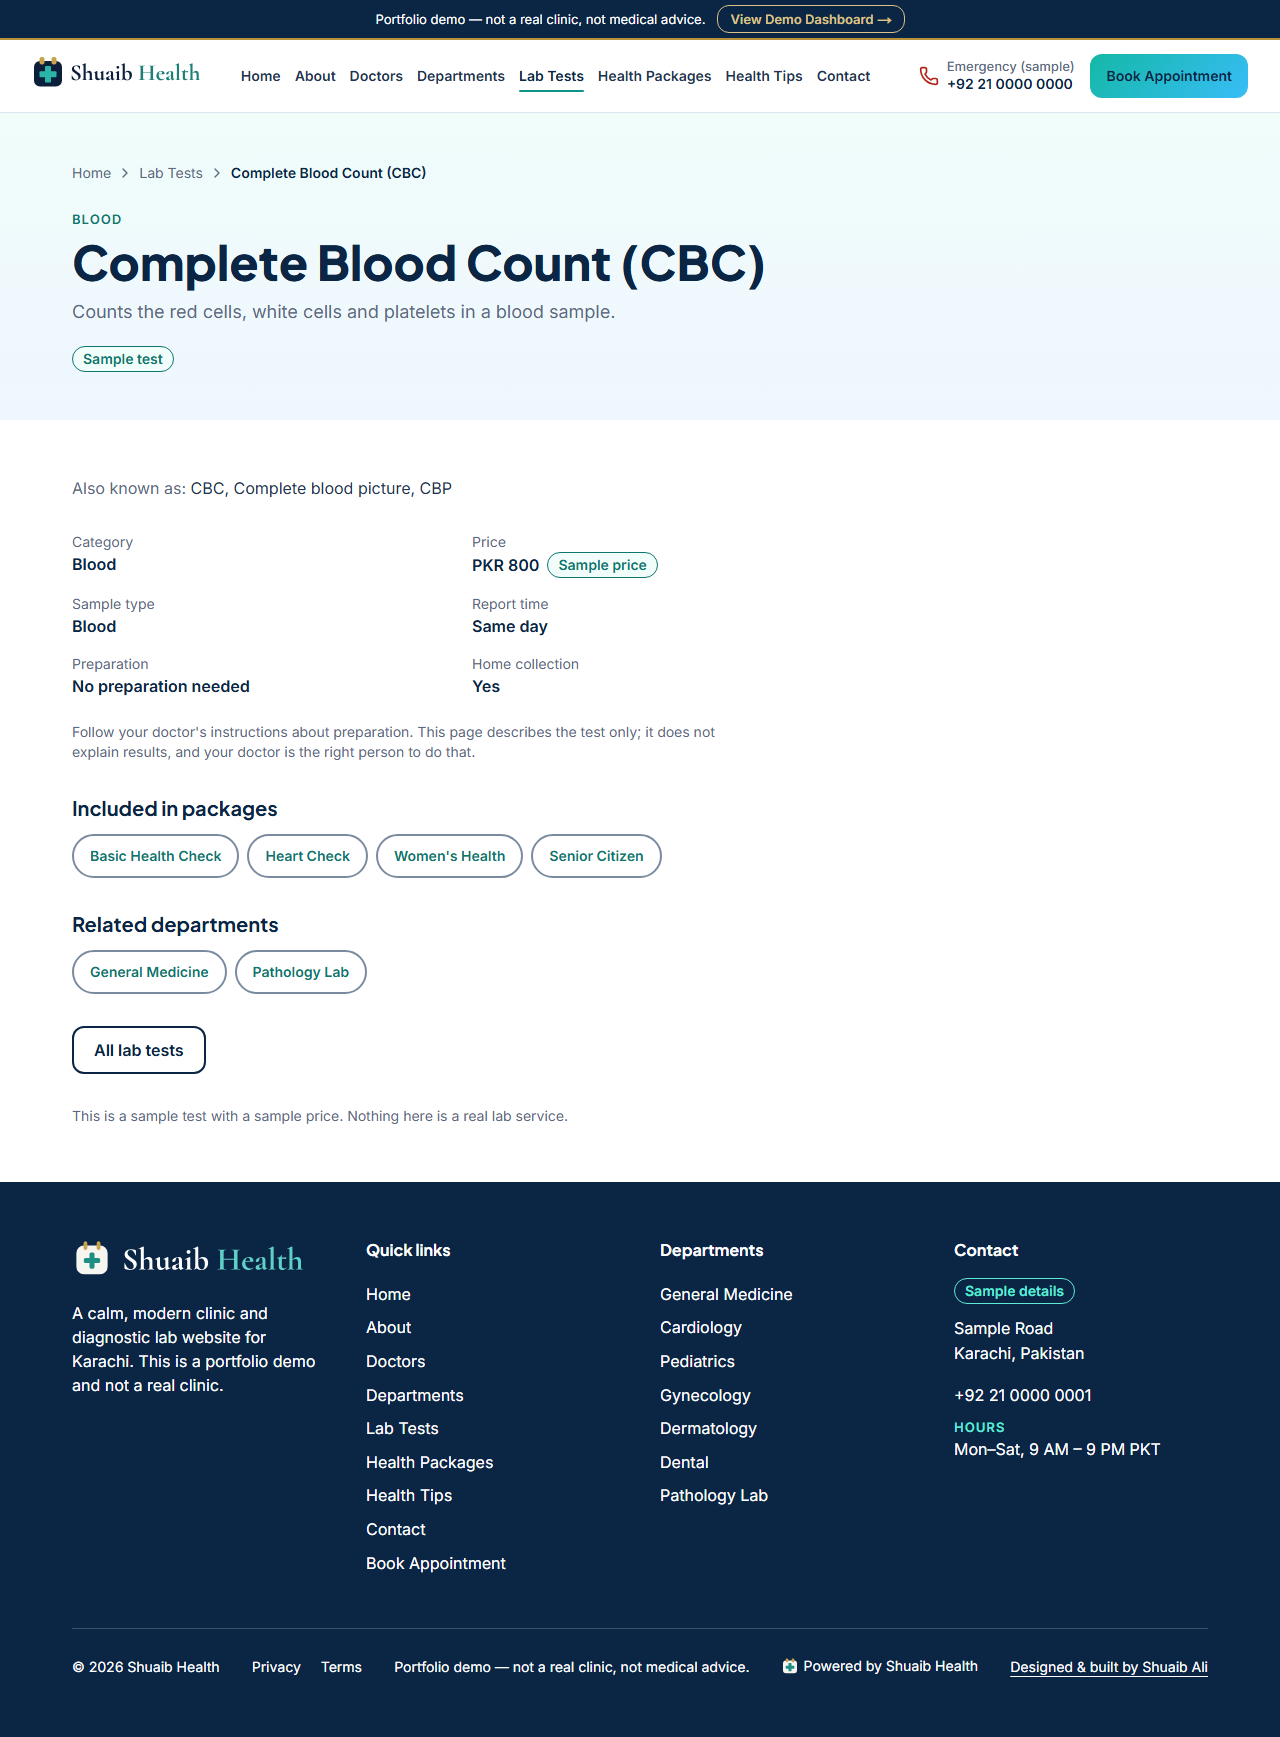 Portfolio demo — not a real clinic, not medical advice. View Demo Dashboard →
Shuaib Health
Home About Doctors Departments Lab Tests Health Packages Health Tips Contact
Emergency (sample)
+92 21 0000 0000
Book Appointment
Home > Lab Tests > Complete Blood Count (CBC)
BLOOD
Complete Blood Count (CBC)
Counts the red cells, white cells and platelets in a blood sample.
Sample test
Also known as: CBC, Complete blood picture, CBP
Category
Blood
Price
PKR 800 Sample price
Sample type
Blood
Report time
Same day
Preparation
No preparation needed
Home collection
Yes
Follow your doctor's instructions about preparation. This page describes the test only; it does not
explain results, and your doctor is the right person to do that.
Included in packages
Basic Health Check Heart Check Women's Health Senior Citizen
Related departments
General Medicine Pathology Lab
All lab tests
This is a sample test with a sample price. Nothing here is a real lab service.
Shuaib Health
A calm, modern clinic and
diagnostic lab website for
Karachi. This is a portfolio demo
and not a real clinic.
Quick links
Home
About
Doctors
Departments
Lab Tests
Health Packages
Health Tips
Contact
Book Appointment
Departments
General Medicine
Cardiology
Pediatrics
Gynecology
Dermatology
Dental
Pathology Lab
Contact
Sample details
Sample Road
Karachi, Pakistan
+92 21 0000 0001
HOURS
Mon–Sat, 9 AM – 9 PM PKT
© 2026 Shuaib Health Privacy Terms Portfolio demo — not a real clinic, not medical advice. Powered by Shuaib Health Designed & built by Shuaib Ali